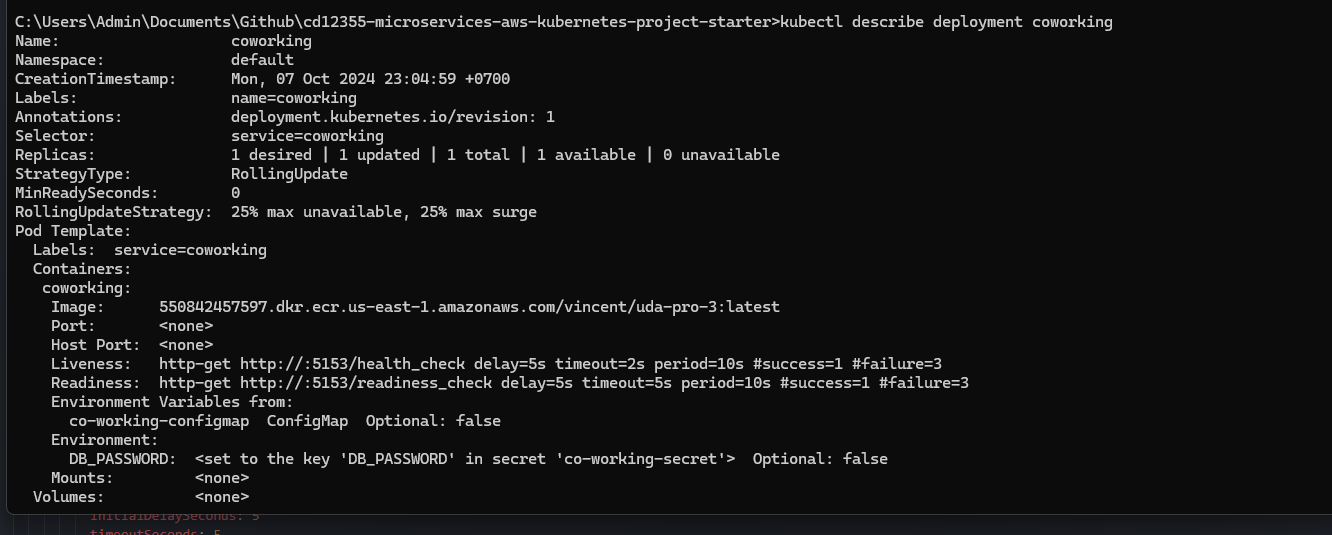 C:\Users\Admin\Documents\Github\cd12355-microservices-aws-kubernetes-project-starter>kubectl describe deployment coworking
Name:                   coworking
Namespace:              default
CreationTimestamp:      Mon, 07 Oct 2024 23:04:59 +0700
Labels:                 name=coworking
Annotations:            deployment.kubernetes.io/revision: 1
Selector:               service=coworking
Replicas:               1 desired | 1 updated | 1 total | 1 available | 0 unavailable
StrategyType:           RollingUpdate
MinReadySeconds:        0
RollingUpdateStrategy:  25% max unavailable, 25% max surge
Pod Template:
  Labels:  service=coworking
  Containers:
   coworking:
    Image:      550842457597.dkr.ecr.us-east-1.amazonaws.com/vincent/uda-pro-3:latest
    Port:       <none>
    Host Port:  <none>
    Liveness:   http-get http://:5153/health_check delay=5s timeout=2s period=10s #success=1 #failure=3
    Readiness:  http-get http://:5153/readiness_check delay=5s timeout=5s period=10s #success=1 #failure=3
    Environment Variables from:
      co-working-configmap  ConfigMap  Optional: false
    Environment:
      DB_PASSWORD:  <set to the key 'DB_PASSWORD' in secret 'co-working-secret'>  Optional: false
    Mounts:         <none>
  Volumes:          <none>
initialDelaySeconds: 5
timeoutSeconds: 5